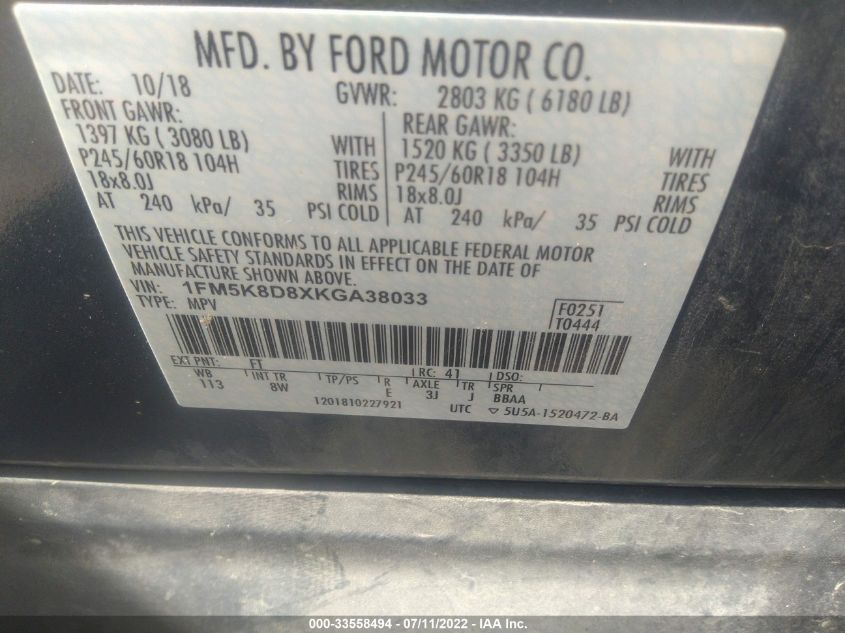 MFD. BY FORD MOTOR CO.
DATE: 10/18 GVWR: 2803 KG ( 6180 LB)
FRONT GAWR: REAR GAWR:
1397 KG ( 3080 LB) WITH 1520 KG ( 3350 LB) WITH
P245/60R18 104H TIRES P245/60R18 104H TIRES
18x8.0J RIMS 18x8.0J RIMS
AT 240 kPa/ 35 PSI COLD AT 240 kPa/ 35 PSI COLD
THIS VEHICLE CONFORMS TO ALL APPLICABLE FEDERAL MOTOR
VEHICLE SAFETY STANDARDS IN EFFECT ON THE DATE OF
MANUFACTURE SHOWN ABOVE.
VIN: 1FM5K8D8XKGA38033
TYPE: MPV
F0251
T0444
EXT PNT: FT RC: 41 DSO:
WB INT TR TP/PS R AXLE TR SPR
113 8W E 3J J BBAA
1201810227921 UTC ▽ 5U5A-1520472-BA
000-33558494 - 07/11/2022 - IAA Inc.